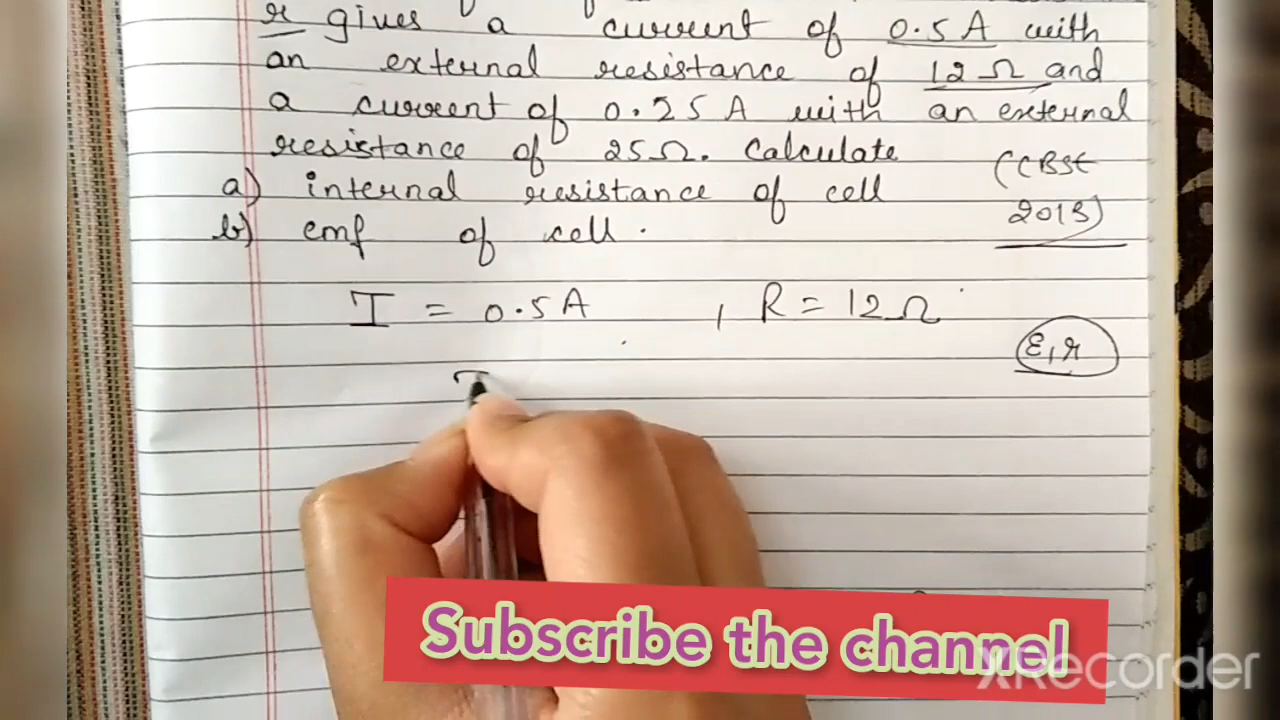 r gives a current of 0.5 A with
an external resistance of 12 Ω and
a current of 0.25 A with an external
resistance of 25Ω. Calculate
(CBSE
2013)
a) internal resistance of cell
b) emf of cell.
I = 0.5 A , R = 12 Ω
ε, r
I
Subscribe the channel
XRecorder